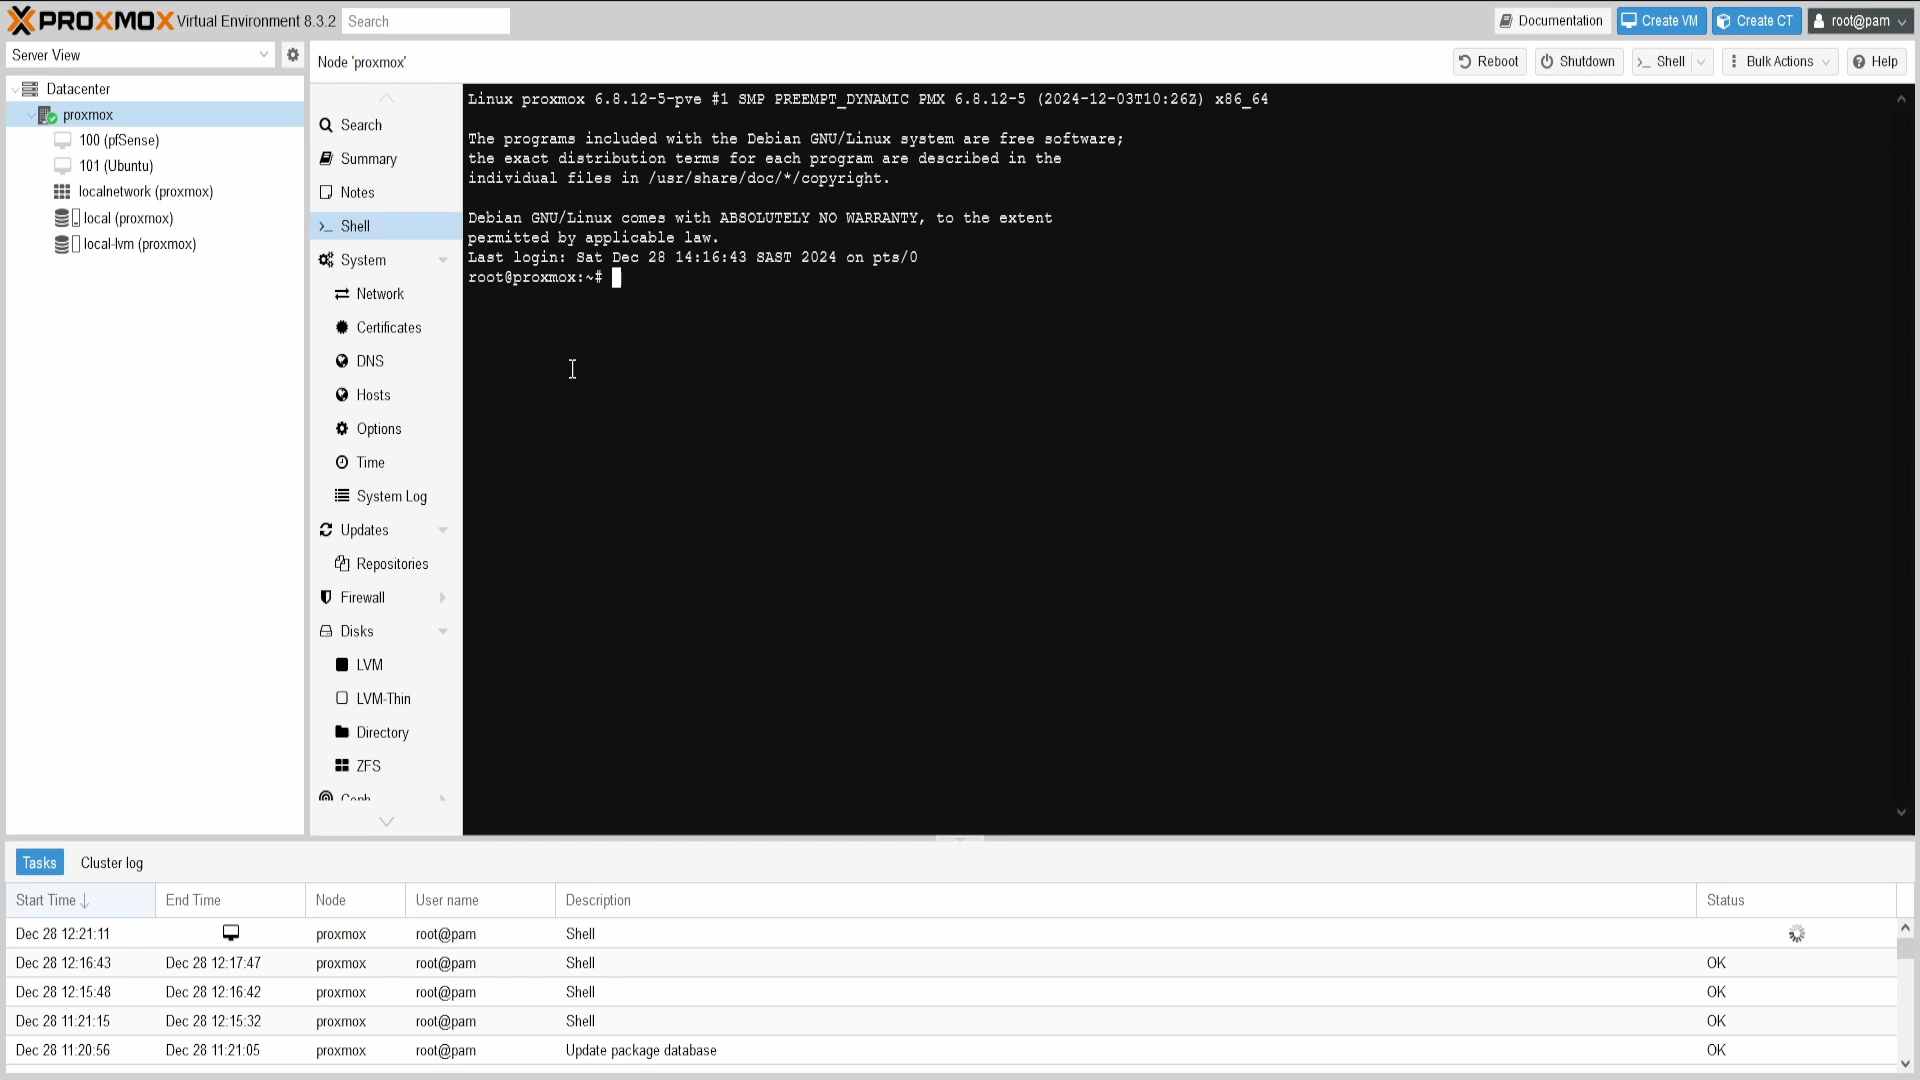 PROXMOX Virtual Environment 8.3.2 Search Documentation Create VM Create CT root@pam
Server View
Node 'proxmox' Reboot Shutdown >_ Shell Bulk Actions Help
Datacenter
proxmox
100 (pfSense)
101 (Ubuntu)
localnetwork (proxmox)
local (proxmox)
local-lvm (proxmox)
Search
Summary
Notes
>_ Shell
System
Network
Certificates
DNS
Hosts
Options
Time
System Log
Updates
Repositories
Firewall
Disks
LVM
LVM-Thin
Directory
ZFS
Ceph
Linux proxmox 6.8.12-5-pve #1 SMP PREEMPT_DYNAMIC PMX 6.8.12-5 (2024-12-03T10:26Z) x86_64
The programs included with the Debian GNU/Linux system are free software;
the exact distribution terms for each program are described in the
individual files in /usr/share/doc/*/copyright.
Debian GNU/Linux comes with ABSOLUTELY NO WARRANTY, to the extent
permitted by applicable law.
Last login: Sat Dec 28 14:16:43 SAST 2024 on pts/0
root@proxmox:~#
Tasks Cluster log
Start Time End Time Node User name Description Status
Dec 28 12:21:11 proxmox root@pam Shell
Dec 28 12:16:43 Dec 28 12:17:47 proxmox root@pam Shell OK
Dec 28 12:15:48 Dec 28 12:16:42 proxmox root@pam Shell OK
Dec 28 11:21:15 Dec 28 12:15:32 proxmox root@pam Shell OK
Dec 28 11:20:56 Dec 28 11:21:05 proxmox root@pam Update package database OK